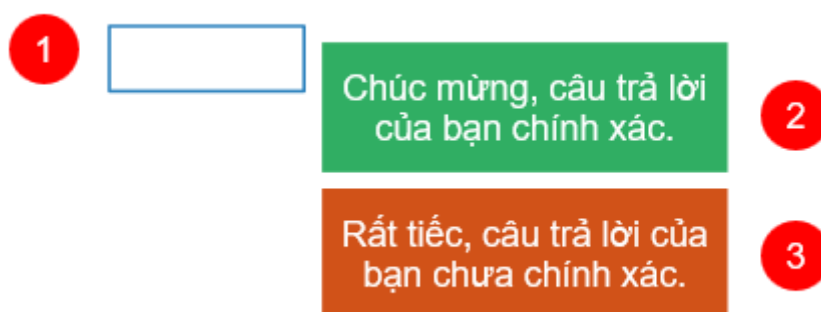 1
Chúc mừng, câu trả lời
của bạn chính xác.
2
Rất tiếc, câu trả lời của
bạn chưa chính xác.
3